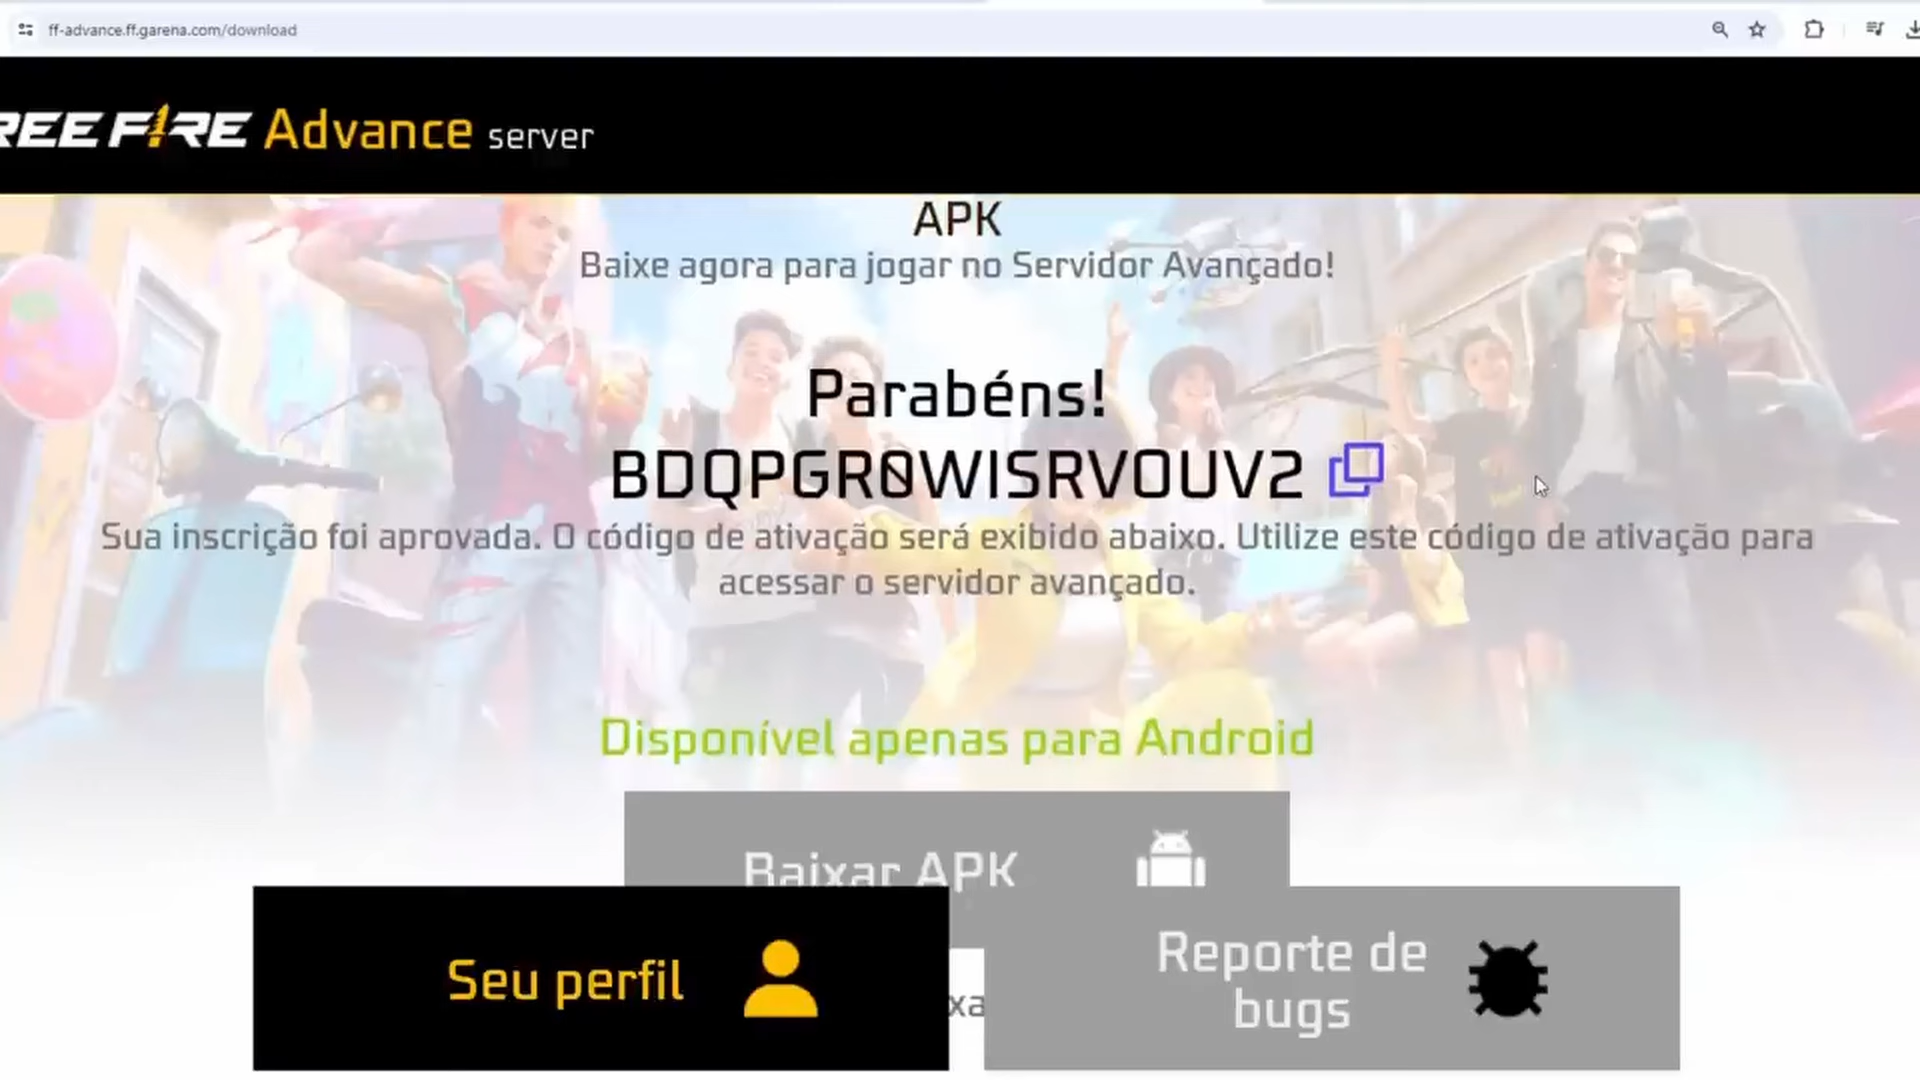 ff-advance.ff.garena.com/download
REE FIRE Advance server
APK
Baixe agora para jogar no Servidor Avançado!
Parabéns!
BDQPGR0WISRVOUV2
Sua inscrição foi aprovada. O código de ativação será exibido abaixo. Utilize este código de ativação para
acessar o servidor avançado.
Disponível apenas para Android
Baixar APK
Seu perfil
xa
Reporte de
bugs